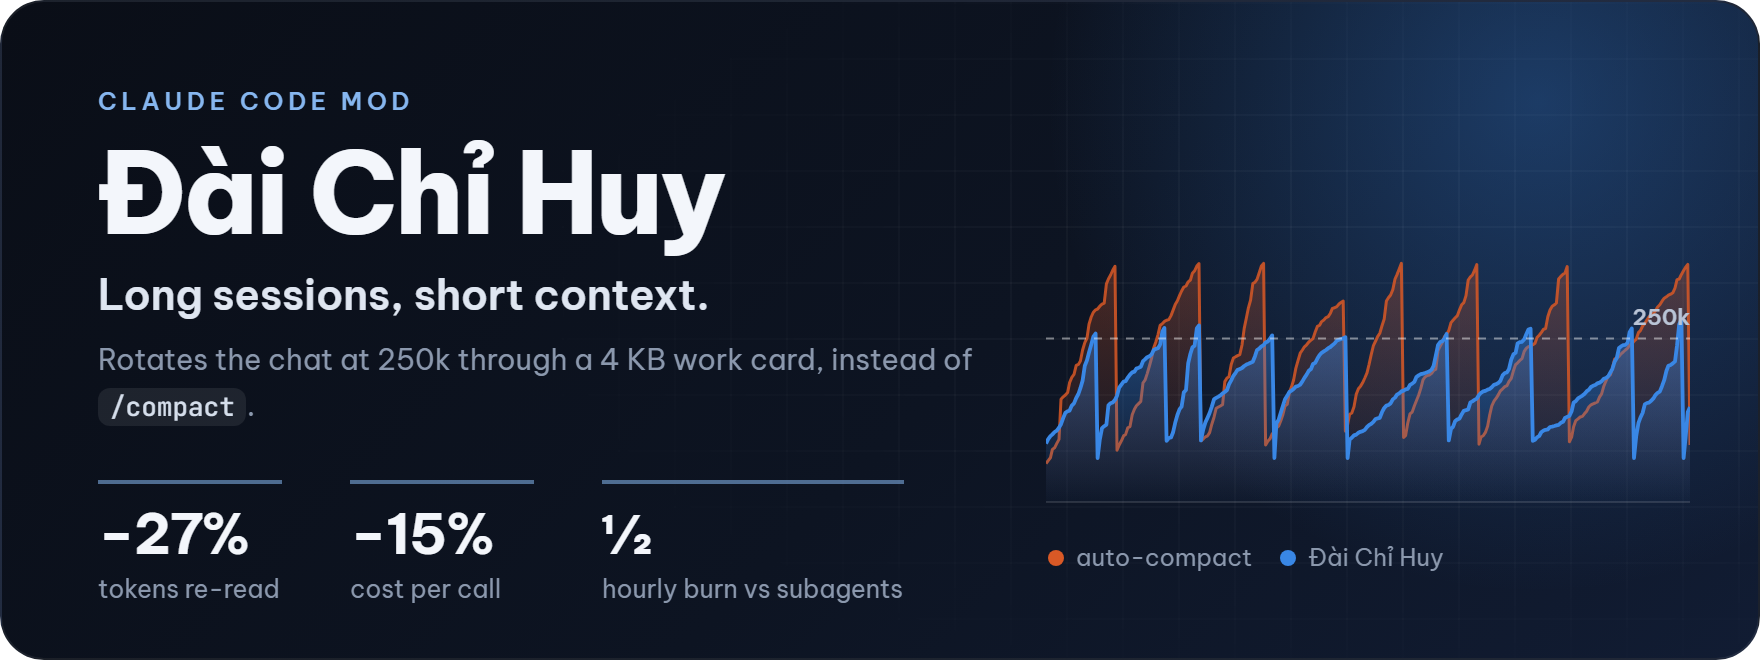 CLAUDE CODE MOD
Đài Chỉ Huy
Long sessions, short context.
Rotates the chat at 250k through a 4 KB work card, instead of
/compact.
−27%
tokens re-read
−15%
cost per call
½
hourly burn vs subagents
250k
auto-compact
Đài Chỉ Huy